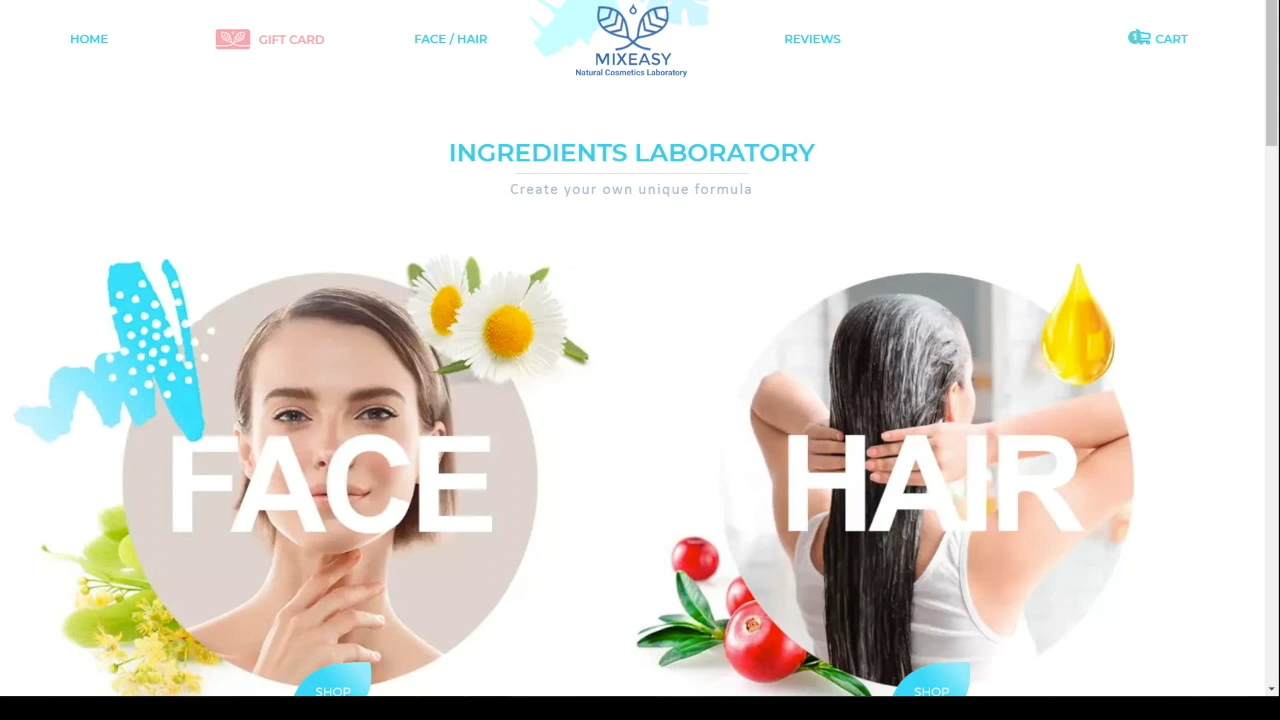 HOME
GIFT CARD
FACE / HAIR
MIXEASY
Natural Cosmetics Laboratory
REVIEWS
1
CART
INGREDIENTS LABORATORY
Create your own unique formula
FACE
HAIR
SHOP
SHOP